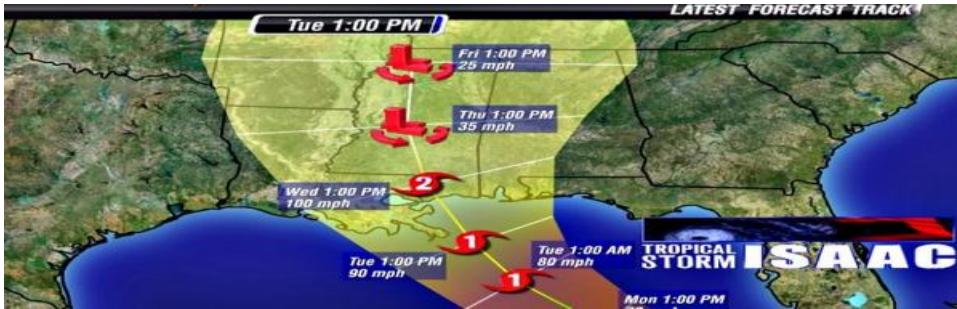 LATEST FORECAST TRACK
Tue 1:00 PM
Fri 1:00 PM
25 mph
L
Thu 1:00 PM
35 mph
L
Wed 1:00 PM
100 mph
2
Tue 1:00 PM
90 mph
1
Tue 1:00 AM
80 mph
1
TROPICAL
STORM ISAAC
Mon 1:00 PM
mph